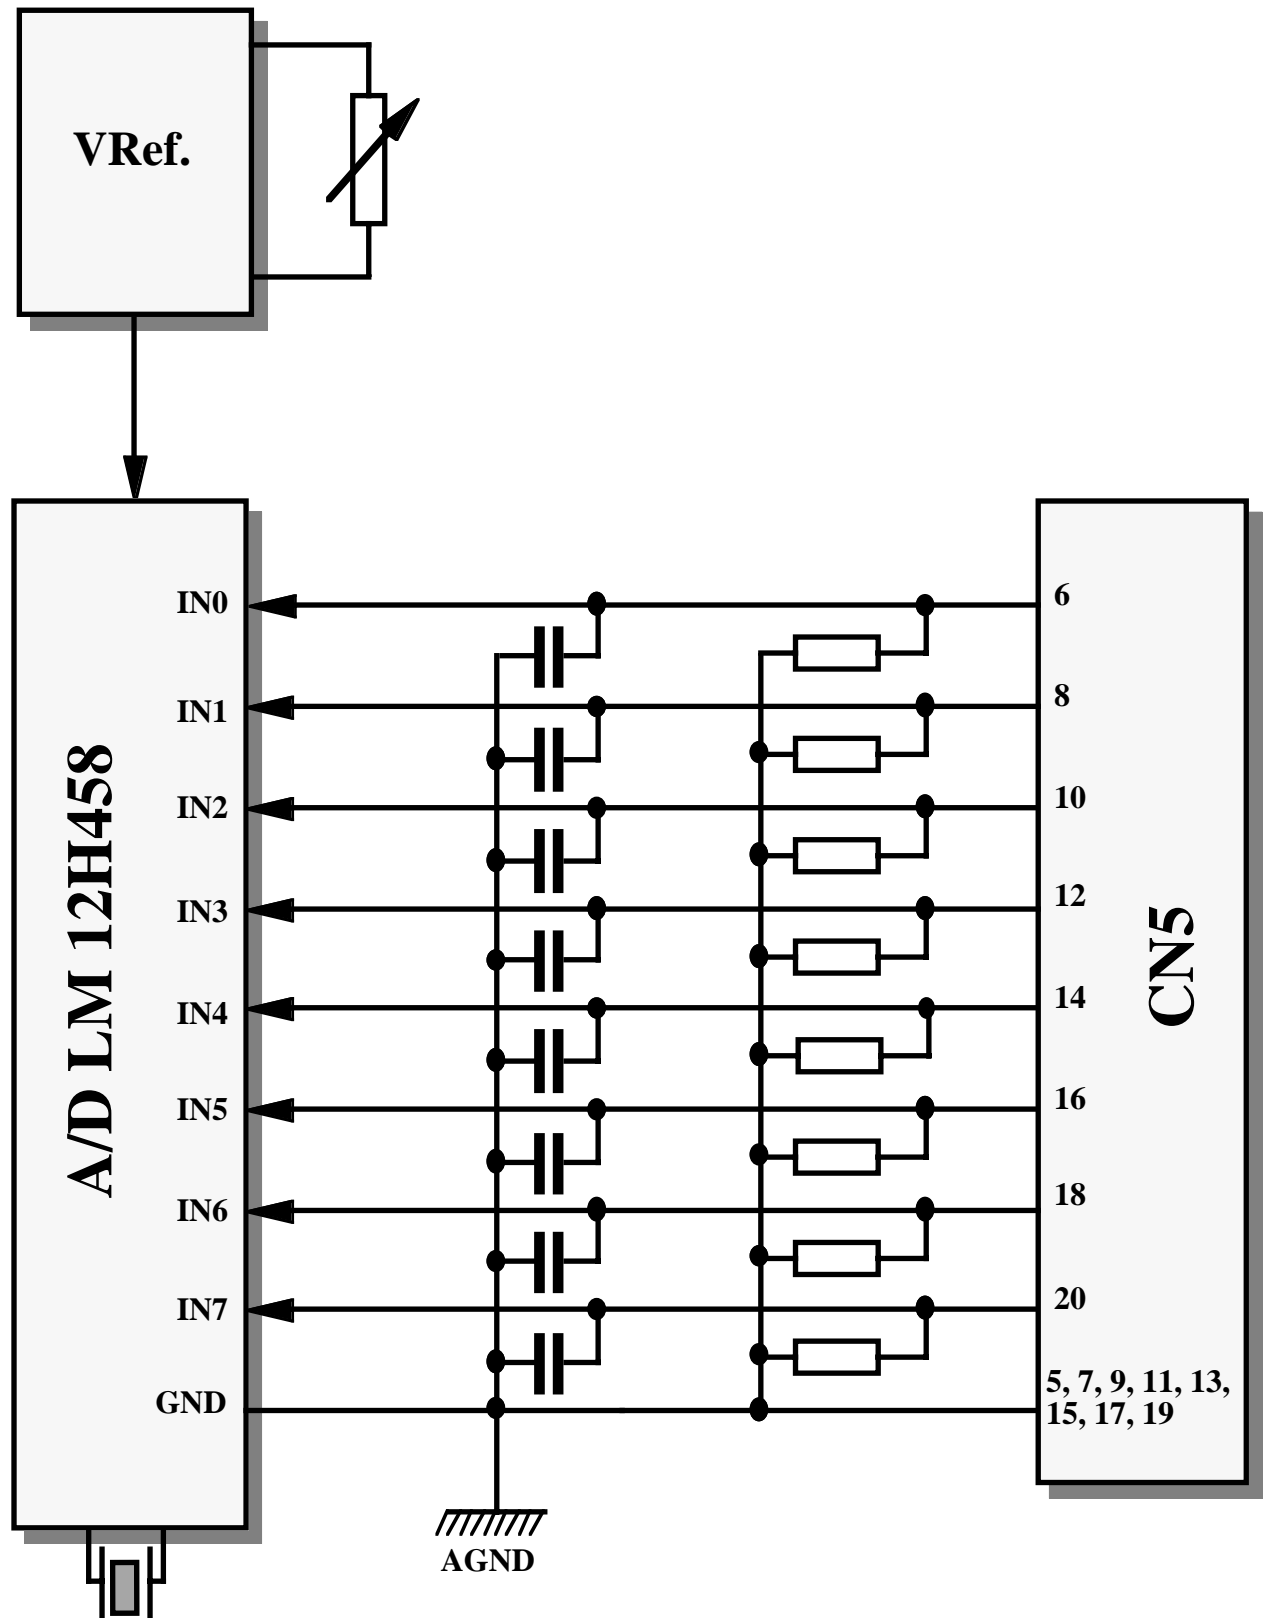 VRef.
A/D LM 12H458
IN0
IN1
IN2
IN3
IN4
IN5
IN6
IN7
GND
AGND
6
8
10
12
14
16
18
20
5, 7, 9, 11, 13,
15, 17, 19
CN5